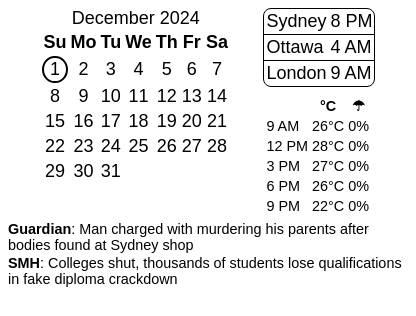 December 2024
Su Mo Tu We Th Fr Sa
1 2 3 4 5 6 7
8 9 10 11 12 13 14
15 16 17 18 19 20 21
22 23 24 25 26 27 28
29 30 31
Sydney 8 PM
Ottawa 4 AM
London 9 AM
°C ☂
9 AM 26°C 0%
12 PM 28°C 0%
3 PM 27°C 0%
6 PM 26°C 0%
9 PM 22°C 0%
Guardian: Man charged with murdering his parents after
bodies found at Sydney shop
SMH: Colleges shut, thousands of students lose qualifications
in fake diploma crackdown